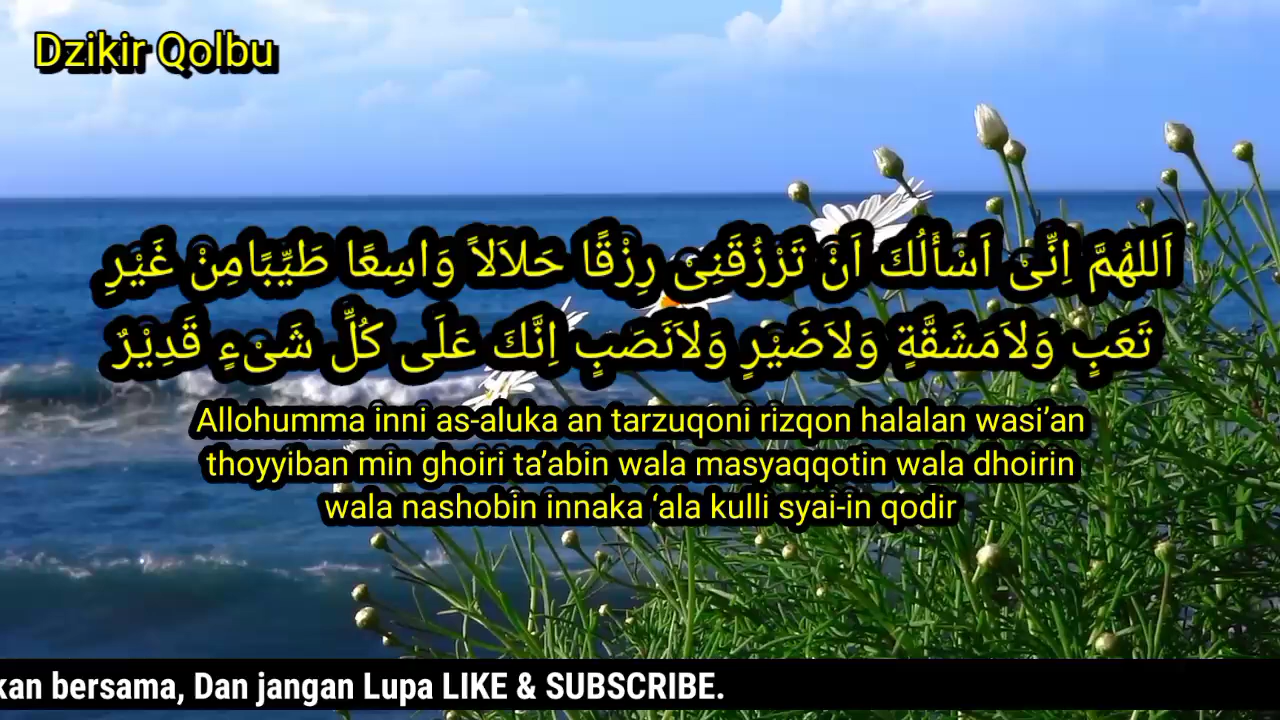 Dzikir Qolbu
اَللهُمَّ اِنِّىْ اَسْأَلُكَ اَنْ تَرْزُقَنِىْ رِزْقًا حَلاَلاً وَاسِعًا طَيِّبًامِنْ غَيْرِ
تَعَبٍ وَلاَمَشَقَّةٍ وَلاَضَيْرٍ وَلاَنَصَبٍ اِنَّكَ عَلَى كُلِّ شَىْءٍ قَدِيْرٌ
Allohumma inni as-aluka an tarzuqoni rizqon halalan wasi’an
thoyyiban min ghoiri ta’abin wala masyaqqotin wala dhoirin
wala nashobin innaka ‘ala kulli syai-in qodir
kan bersama, Dan jangan Lupa LIKE & SUBSCRIBE.